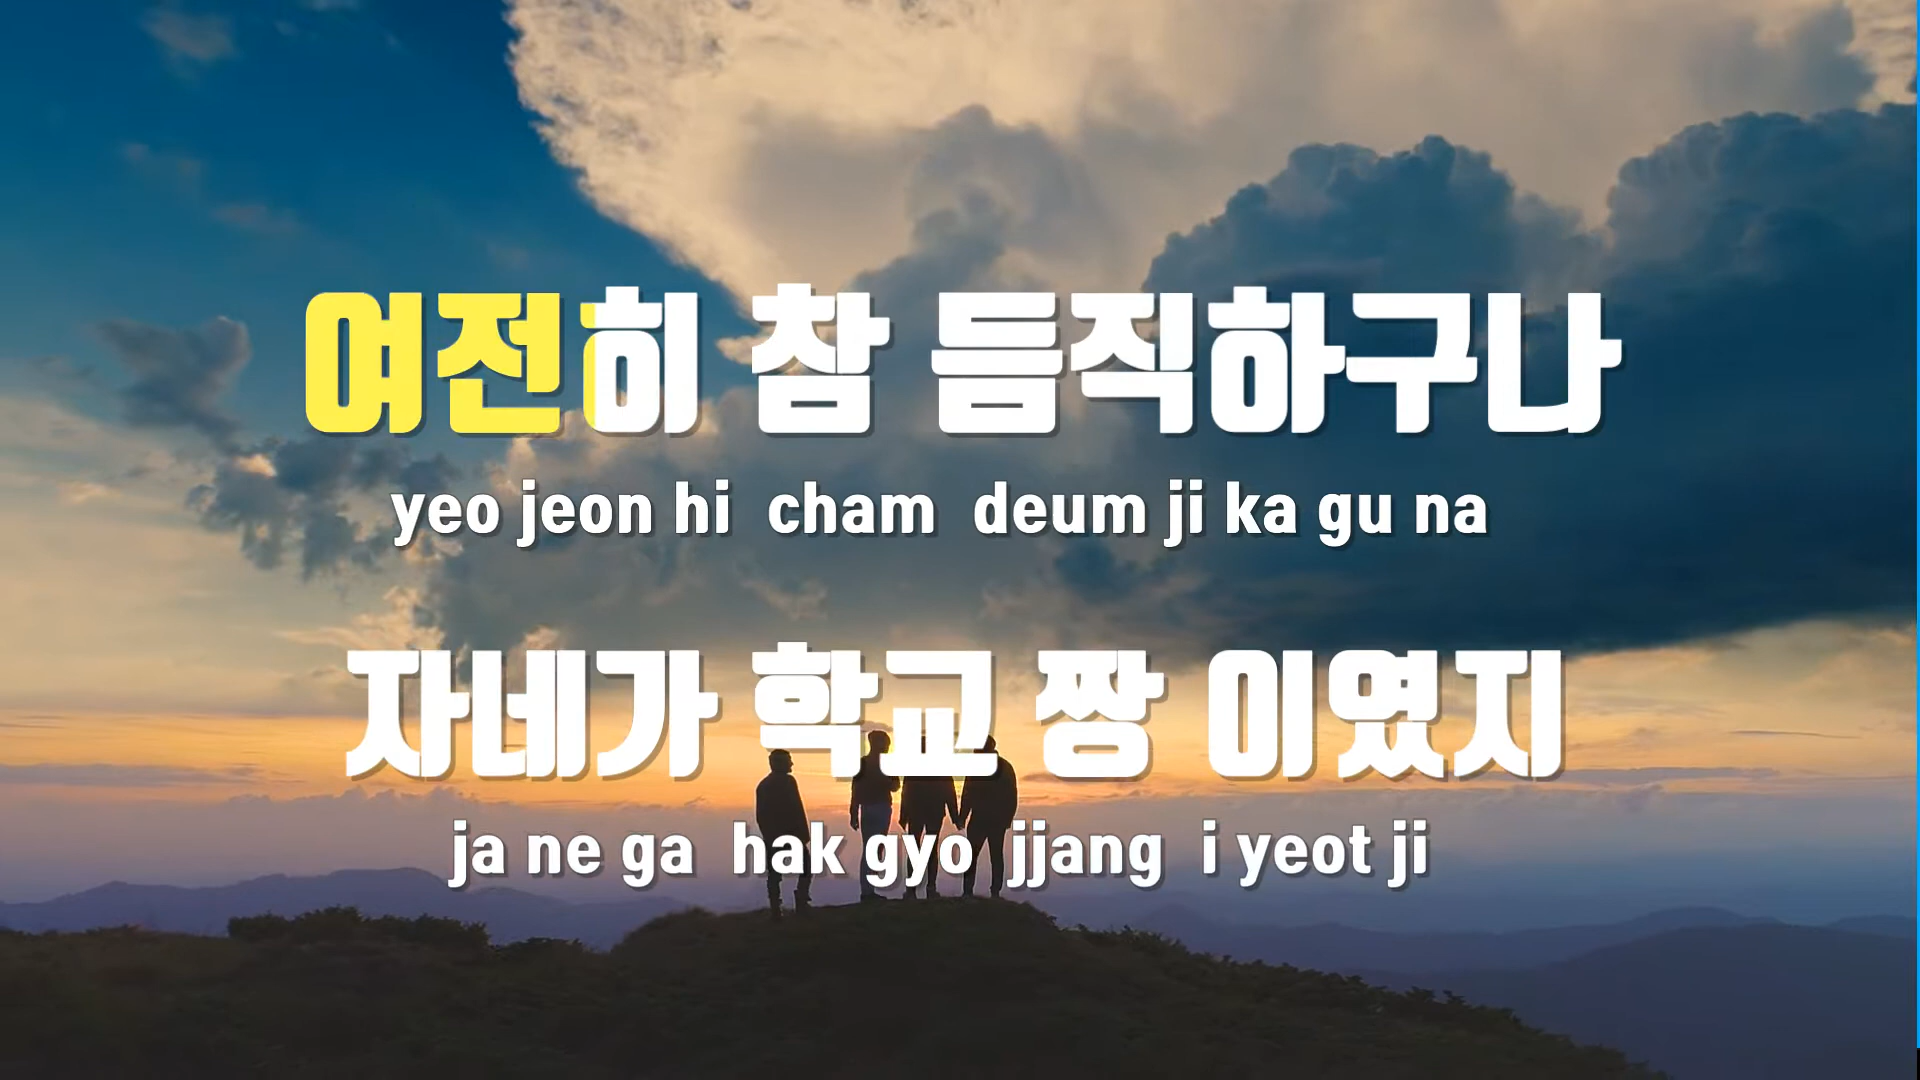 여전히 참 듬직하구나
yeo jeon hi cham deum ji ka gu na
자네가 학교 짱 이였지
ja ne ga hak gyo jjang i yeot ji